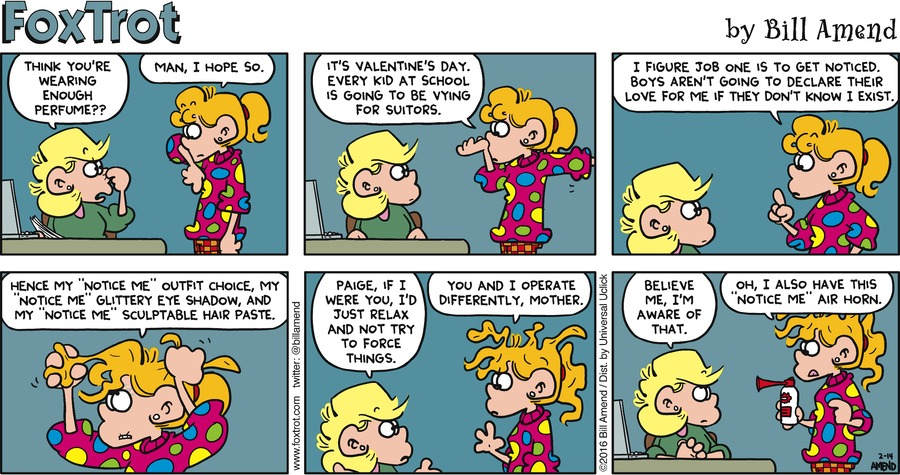 FOXTROT
by Bill Amend
THINK YOU'RE
WEARING
ENOUGH
PERFUME??
MAN, I HOPE SO.
IT'S VALENTINE'S DAY.
EVERY KID AT SCHOOL
IS GOING TO BE VYING
FOR SUITORS.
I FIGURE JOB ONE IS TO GET NOTICED.
BOYS AREN'T GOING TO DECLARE THEIR
LOVE FOR ME IF THEY DON'T KNOW I EXIST.
HENCE MY "NOTICE ME" OUTFIT CHOICE, MY
"NOTICE ME" GLITTERY EYE SHADOW, AND
MY "NOTICE ME" SCULPTABLE HAIR PASTE.
www.foxtrot.com twitter: @billamend
PAIGE, IF I
WERE YOU, I'D
JUST RELAX
AND NOT TRY
TO FORCE
THINGS.
YOU AND I OPERATE
DIFFERENTLY, MOTHER.
©2016 Bill Amend / Dist. by Universal Uclick
BELIEVE
ME, I'M
AWARE OF
THAT.
OH, I ALSO HAVE THIS
"NOTICE ME" AIR HORN.
2-14
AMEND